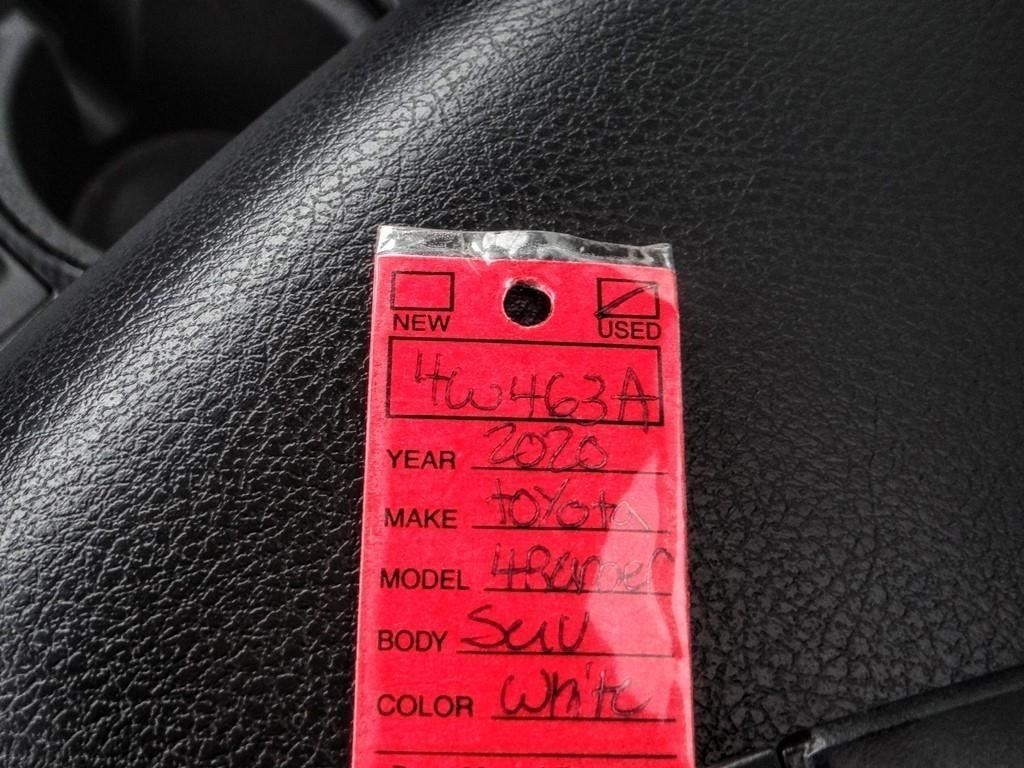 NEW USED
4W463A
YEAR 2020
MAKE toyota
MODEL 4Runner
BODY Suv
COLOR White